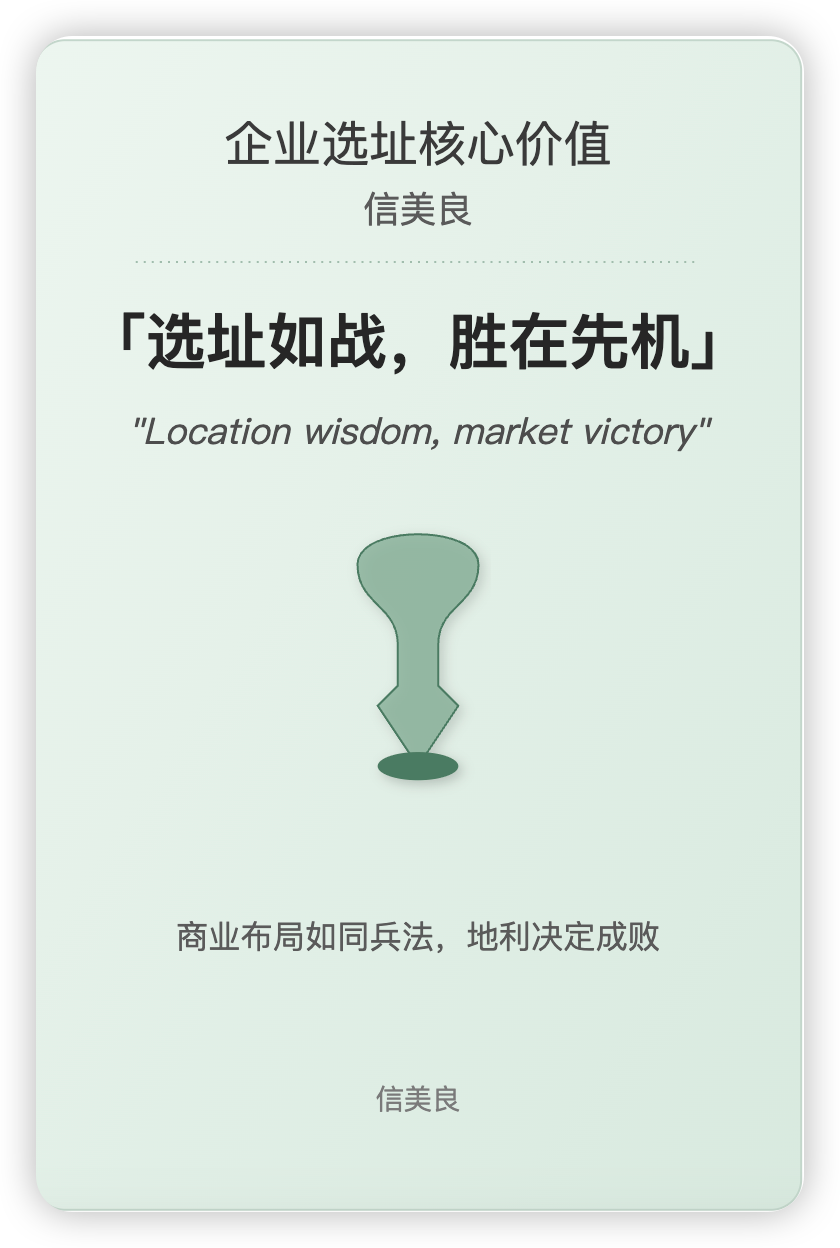 企业选址核心价值
信美良
「选址如战，胜在先机」
"Location wisdom, market victory"
商业布局如同兵法，地利决定成败
信美良